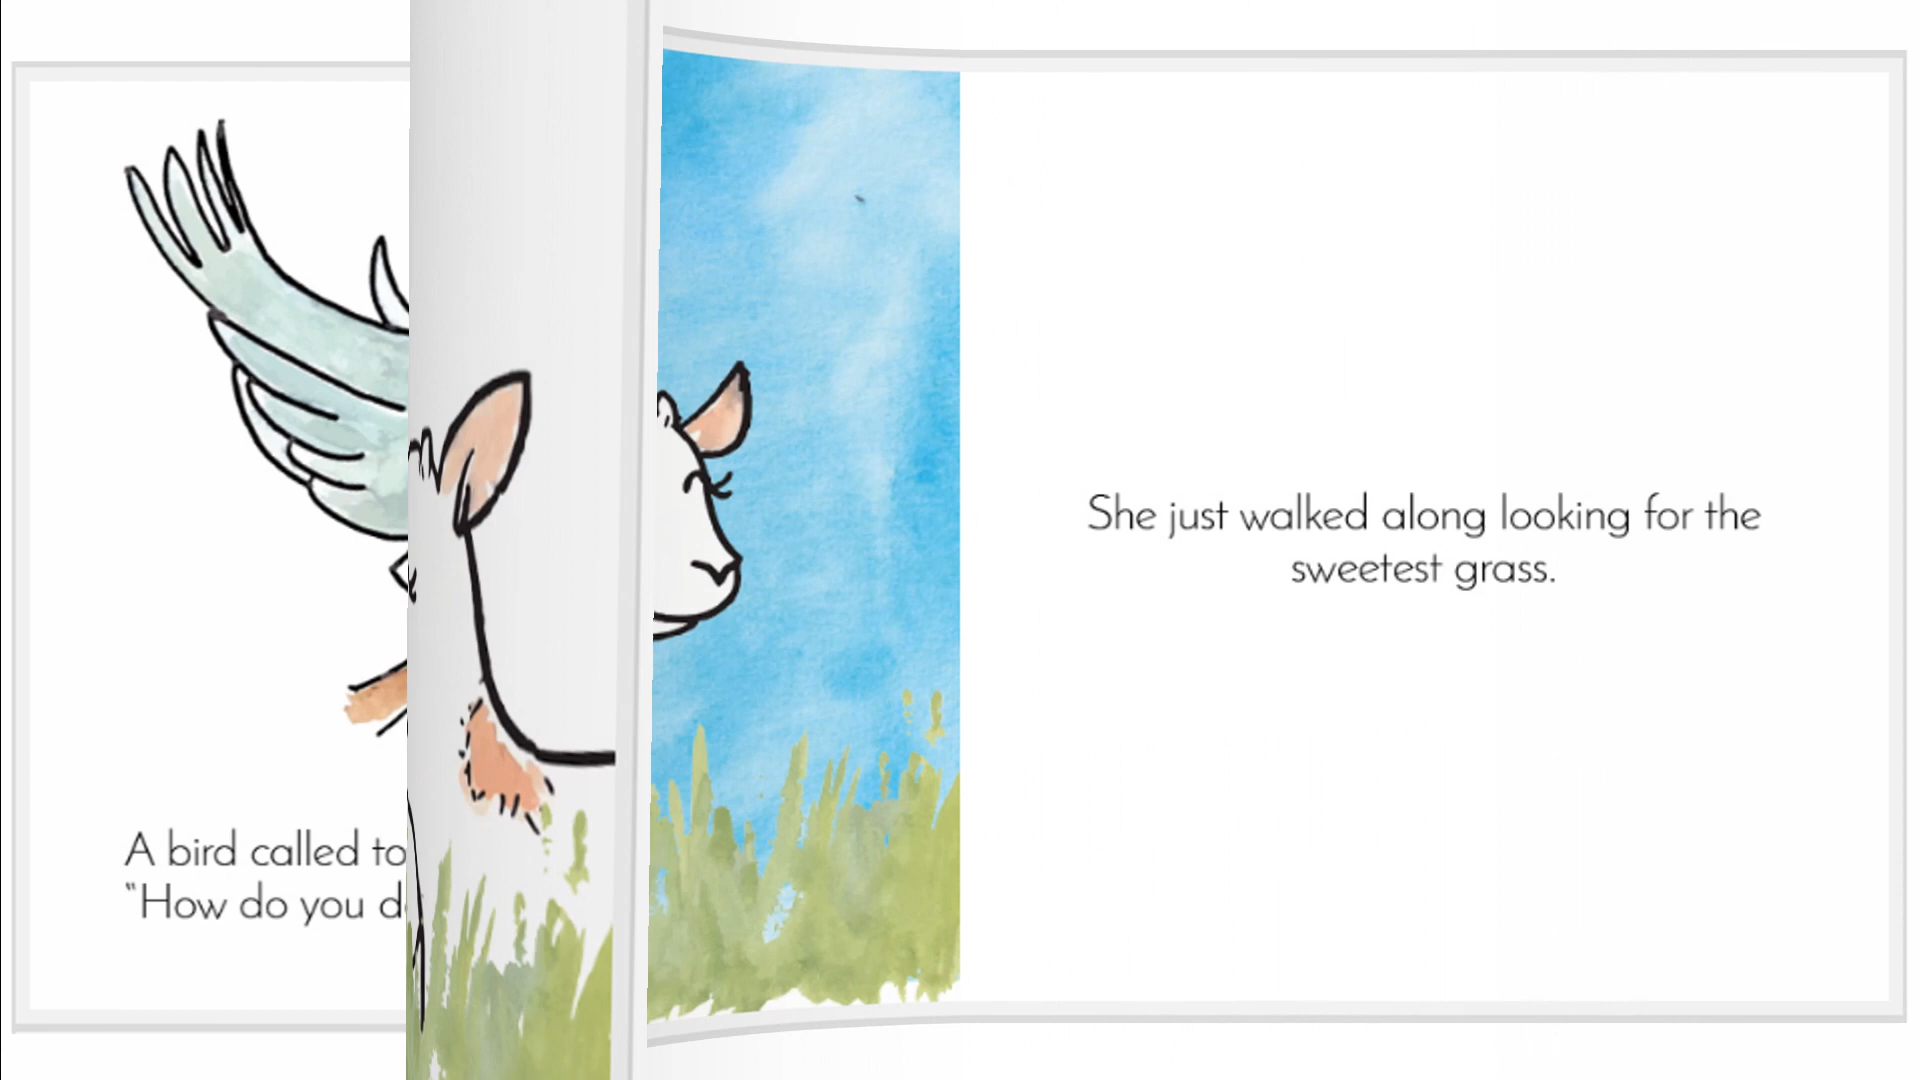 A bird called to
"How do you
She just walked along looking for the
sweetest grass.